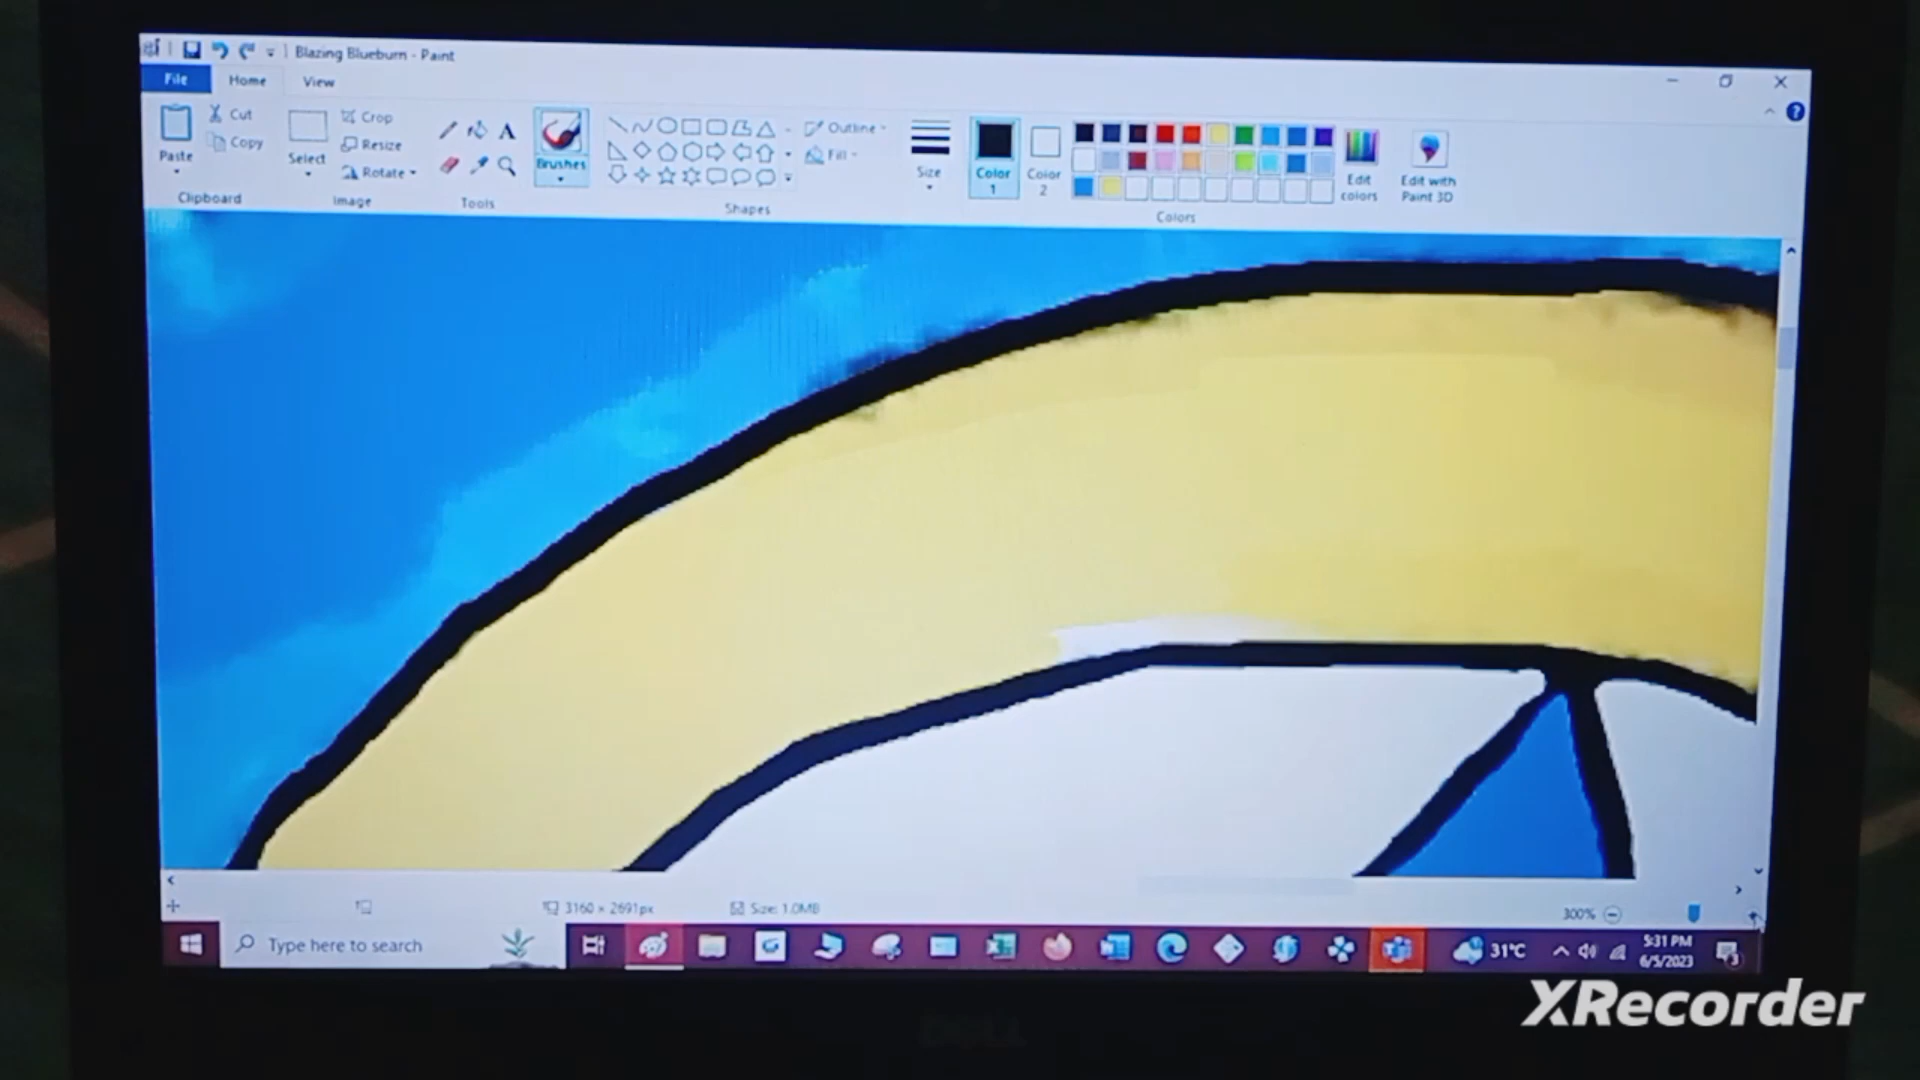 Blazing Blueburn - Paint
File Home View
Paste
Cut
Copy
Clipboard
Select
Crop
Resize
Rotate
Image
A
Tools
Brushes
Outline
Fill
Shapes
Size
Color 1
Color 2
Colors
Edit colors
Edit with Paint 3D
3160 × 2691px
Size: 1.0MB
300%
Type here to search
31°C
5:31 PM
6/5/2023
3
XRecorder
DELL